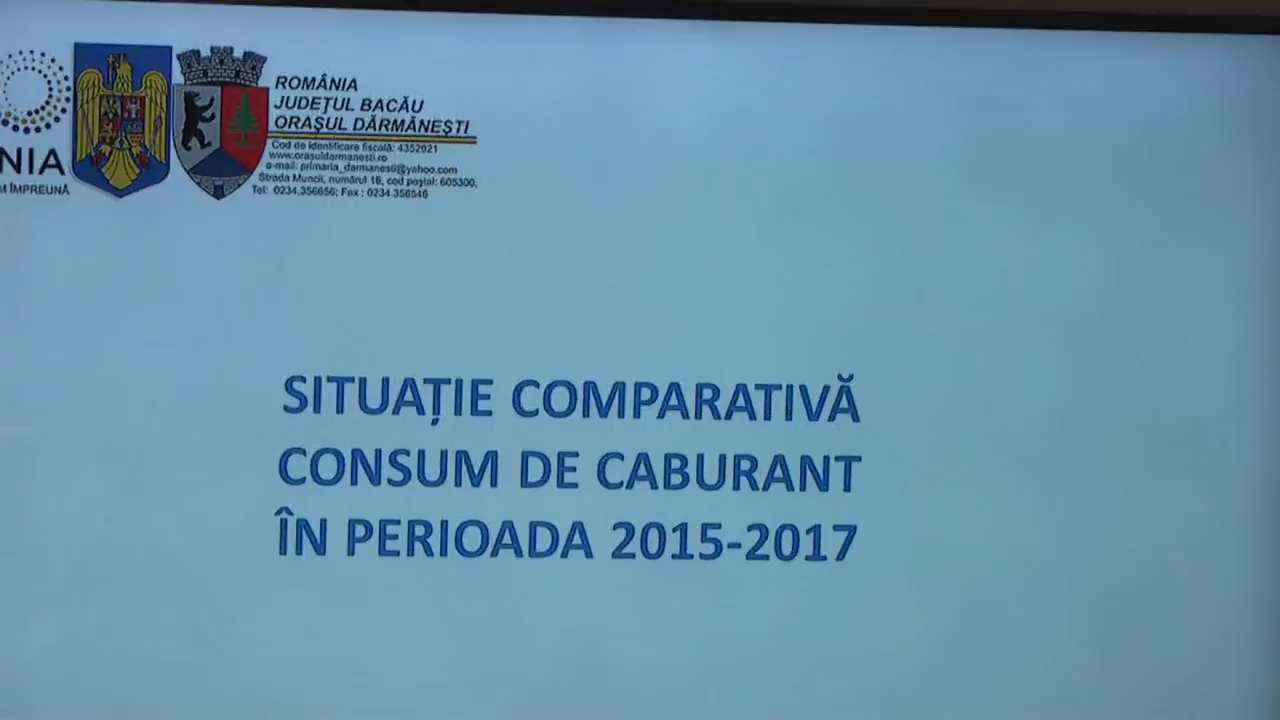 ROMÂNIA
JUDEȚUL BACĂU
ORAȘUL DĂRMĂNEȘTI
Cod de identificare fiscală: 4352921
www.orasuldarmanesti.ro
e-mail: primaria_darmanesti@yahoo.com
Strada Muncii, numărul 16, cod poștal: 605300,
Tel: 0234.356656; Fax : 0234.356546
NIA
M ÎMPREUNĂ
SITUAȚIE COMPARATIVĂ
CONSUM DE CABURANT
ÎN PERIOADA 2015-2017